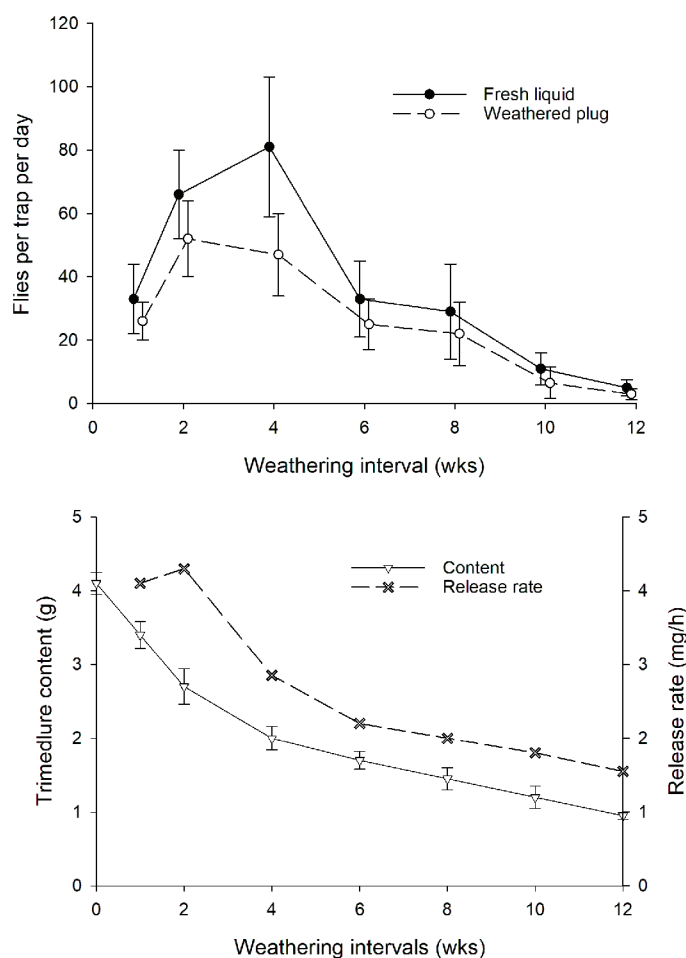 120
100
80
60
40
20
0
Flies per trap per day
Fresh liquid
Weathered plug
0 2 4 6 8 10 12
Weathering interval (wks)
5
4
3
2
1
0
Trimedlure content (g)
Content
Release rate
5
4
3
2
1
0
Release rate (mg/h)
0 2 4 6 8 10 12
Weathering intervals (wks)